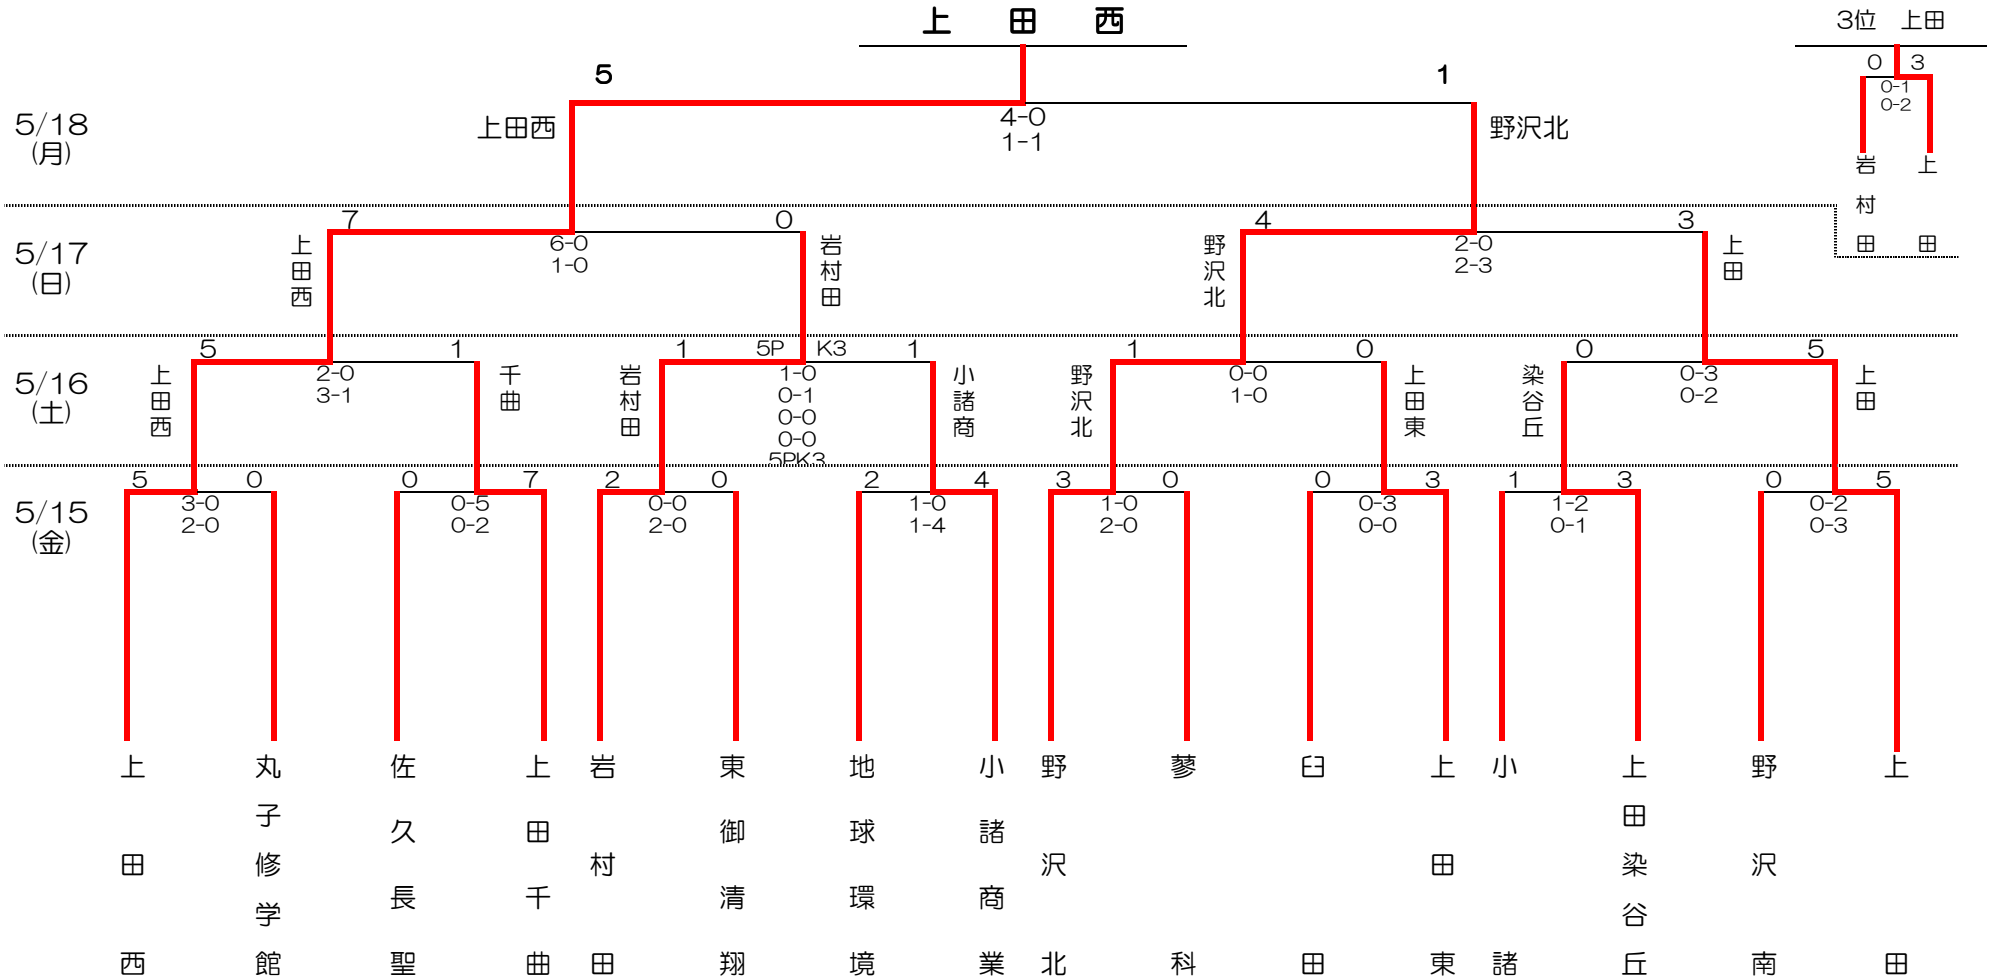 上田西
3位 上田
5 1
0 3
0-1
0-2
5/18
(月)
上田西
4-0
1-1
野沢北
岩村田
上田
7 0 4 3
5/17
(日)
上田西
6-0
1-0
岩村田
野沢北
2-0
2-3
上田
5 1 1 5P K3 1 1 0 0 5
5/16
(土)
上田西
2-0
3-1
千曲
岩村田
1-0
0-1
0-0
0-0
5PK3
小諸商
野沢北
0-0
1-0
上田東
染谷丘
0-3
0-2
上田
5 0 0 7 2 0 2 4 3 0 0 3 1 3 0 5
5/15
(金)
3-0
2-0
0-5
0-2
0-0
2-0
1-0
1-4
1-0
2-0
0-3
0-0
1-2
0-1
0-2
0-3
上田西
丸子修学館
佐久長聖
上田千曲
岩村田
東御清翔
地球環境
小諸商業
野沢北
蓼科
臼田
上田東
小諸
上田染谷丘
野沢南
上田